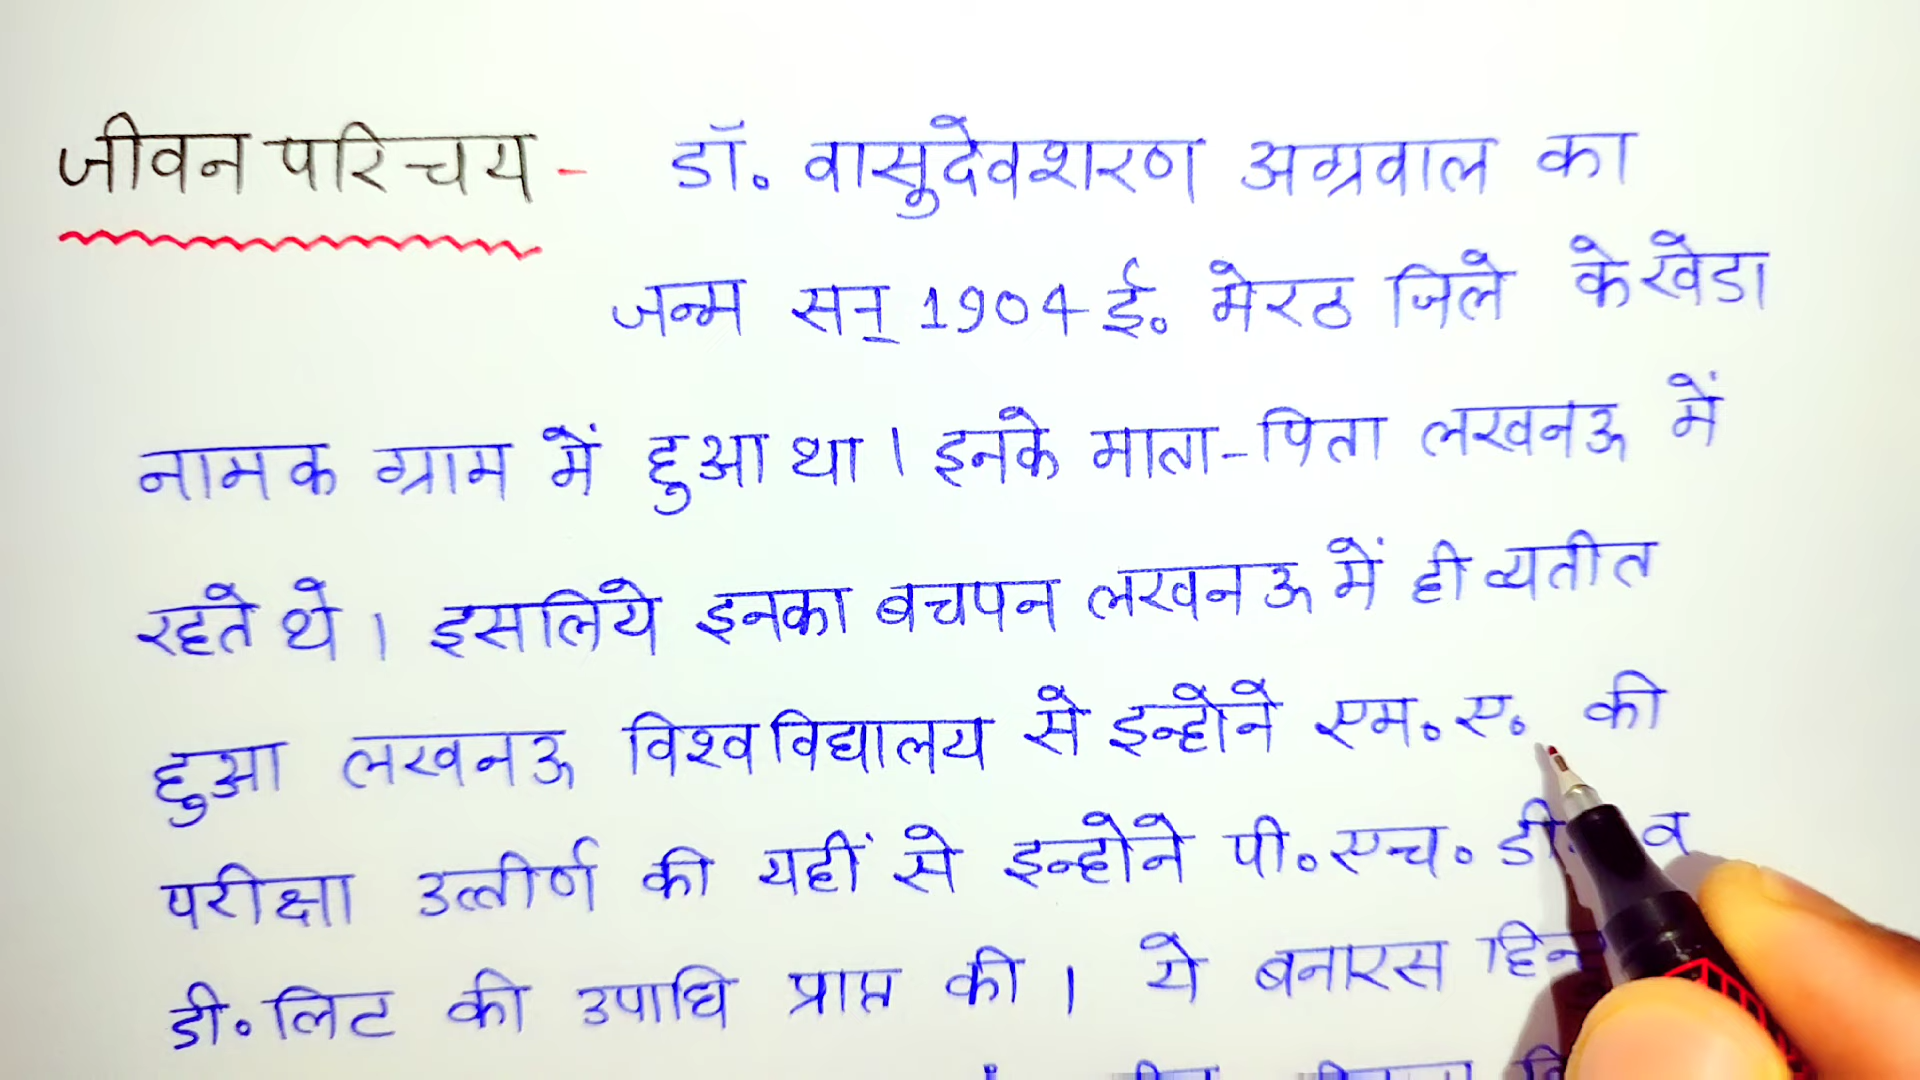 जीवन परिचय - डॉ. वासुदेवशरण अग्रवाल का
जन्म सन् 1904 ई. मेरठ जिले के खेडा
नामक ग्राम में हुआ था । इनके माता-पिता लखनऊ में
रहते थे । इसलिये इनका बचपन लखनऊ में ही व्यतीत
हुआ लखनऊ विश्वविद्यालय से इन्होने एम. ए. की
परीक्षा उत्तीर्ण की यहीं से इन्होने पी. एच. डी. व
डी. लिट की उपाधि प्राप्त की । ये बनारस